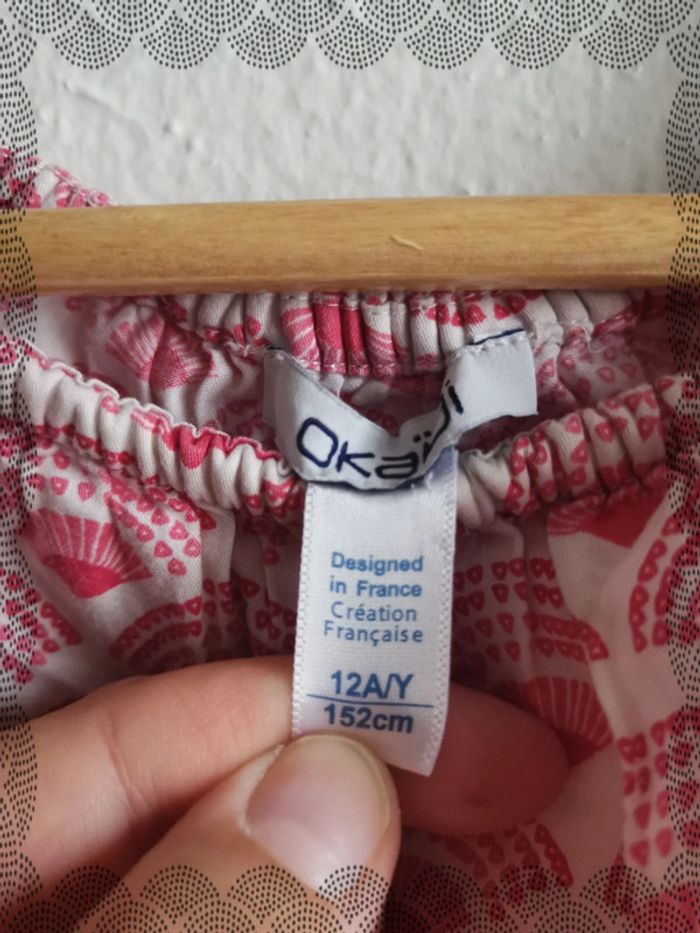 Okaïdi
Designed
in France
Création
Française
12A/Y
152cm